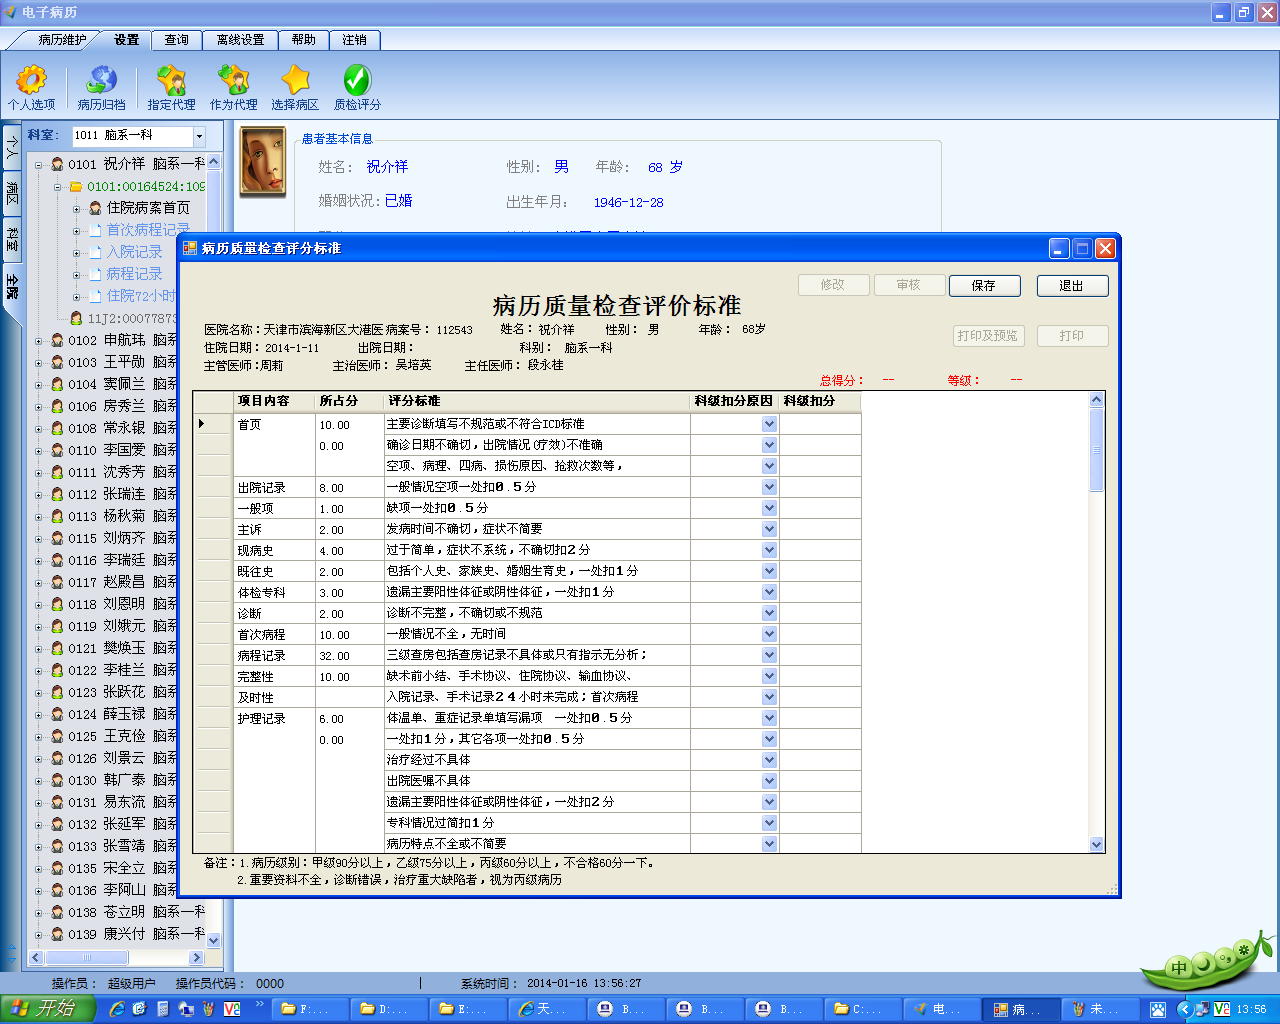 电子病历
病历维护 设置 查询 离线设置 帮助 注销
个人选项 病历归档 指定代理 作为代理 选择病区 质检评分
个人
病区
科室
全院
科室: 1011 脑系一科
0101 祝介祥 脑系一科
0101:00164524:109
住院病案首页
首次病程记录
入院记录
病程记录
住院72小时
11J2:00077873
0102 申航玮 脑系
0103 王平勋 脑系
0104 窦佩兰 脑系
0106 房秀兰 脑系
0108 常永银 脑系
0110 李国爱 脑系
0111 沈秀芳 脑系
0112 张瑞连 脑系
0113 杨秋菊 脑系
0115 刘炳齐 脑系
0116 李瑞廷 脑系
0117 赵殿昌 脑系
0118 刘恩明 脑系
0119 刘娥元 脑系
0121 樊焕玉 脑系
0122 李桂兰 脑系
0123 张跃花 脑系
0124 薛玉禄 脑系
0125 王克俭 脑系
0126 刘景云 脑系
0130 韩广泰 脑系
0131 易东流 脑系
0132 张延军 脑系
0133 张雪靖 脑系
0135 宋全立 脑系
0136 李阿山 脑系
0138 苍立明 脑系一科
0139 康兴付 脑系一科
患者基本信息
姓名: 祝介祥 性别: 男 年龄: 68 岁
婚姻状况: 已婚 出生年月: 1946-12-28
病历质量检查评分标准
修改 审核 保存 退出
病历质量检查评价标准
医院名称:天津市滨海新区大港医 病案号: 112543 姓名: 祝介祥 性别: 男 年龄: 68岁
打印及预览 打印
住院日期: 2014-1-11 出院日期: 科别: 脑系一科
主管医师:周莉 主治医师: 吴培英 主任医师: 段永桂
总得分: -- 等级: --
项目内容 所占分 评分标准 科级扣分原因 科级扣分
首页 10.00 主要诊断填写不规范或不符合ICD标准
0.00 确诊日期不确切,出院情况(疗效)不准确
空项、病理、四病、损伤原因、抢救次数等,
出院记录 8.00 一般情况空项一处扣0.5分
一般项 1.00 缺项一处扣0.5分
主诉 2.00 发病时间不确切,症状不简要
现病史 4.00 过于简单,症状不系统,不确切扣2分
既往史 2.00 包括个人史、家族史、婚姻生育史,一处扣1分
体检专科 3.00 遗漏主要阳性体征或阴性体征,一处扣1分
诊断 2.00 诊断不完整,不确切或不规范
首次病程 10.00 一般情况不全,无时间
病程记录 32.00 三级查房包括查房记录不具体或只有指示无分析;
完整性 10.00 缺术前小结、手术协议、住院协议、输血协议、
及时性 入院记录、手术记录24小时未完成;首次病程
护理记录 6.00 体温单、重症记录单填写漏项 一处扣0.5分
0.00 一处扣1分,其它各项一处扣0.5分
治疗经过不具体
出院医嘱不具体
遗漏主要阳性体征或阴性体征,一处扣2分
专科情况过简扣1分
病历特点不全或不简要
备注:1.病历级别:甲级90分以上,乙级75分以上,丙级60分以上,不合格60分一下。
2.重要资料不全,诊断错误,治疗重大缺陷者,视为丙级病历
中
操作员: 超级用户 操作员代码: 0000 系统时间: 2014-01-16 13:56:27
开始 F:... D:... E:... 天... B... B... B... C:... 电... 病... 未... 13:56